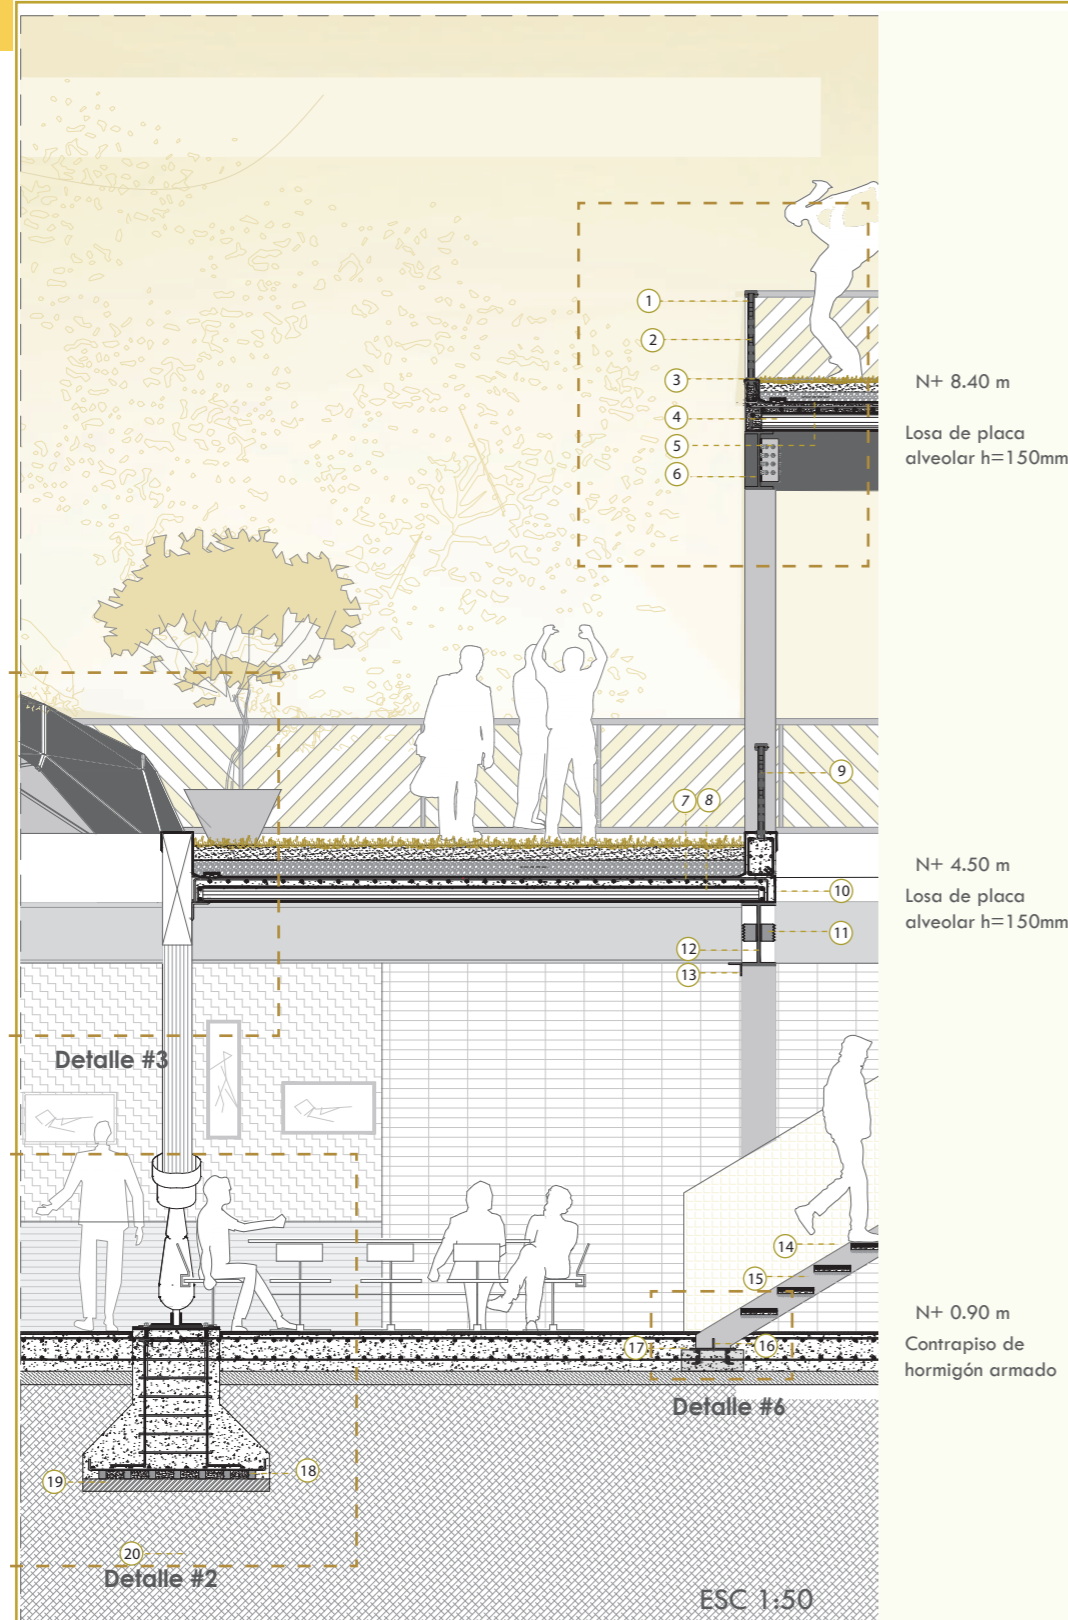 1
2
3
4
5
6
N+ 8.40 m
Losa de placa
alveolar h=150mm
7 8
9
10
11
12
13
N+ 4.50 m
Losa de placa
alveolar h=150mm
Detalle #3
14
15
16
17
N+ 0.90 m
Contrapiso de
hormigón armado
Detalle #6
18
19
20
Detalle #2
ESC 1:50